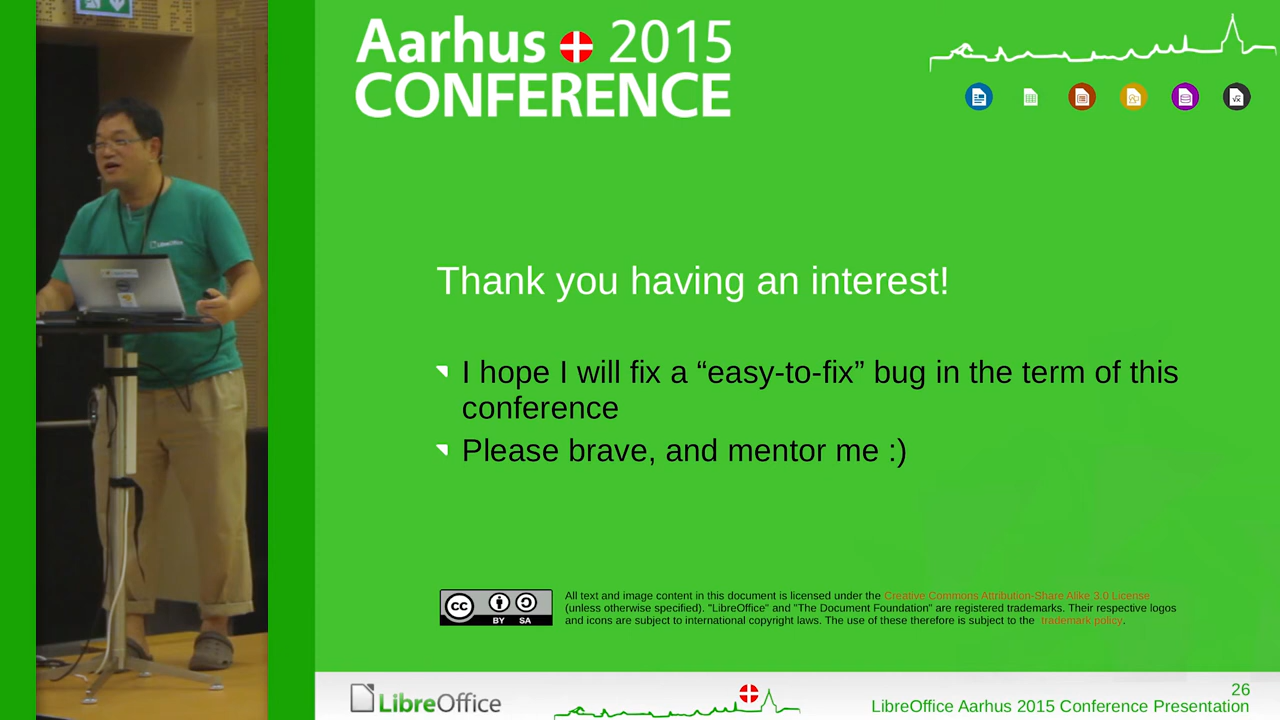 Aarhus 2015
CONFERENCE
Thank you having an interest!
I hope I will fix a “easy-to-fix” bug in the term of this
conference
Please brave, and mentor me :)
All text and image content in this document is licensed under the Creative Commons Attribution-Share Alike 3.0 License
(unless otherwise specified). "LibreOffice" and "The Document Foundation" are registered trademarks. Their respective logos
and icons are subject to international copyright laws. The use of these therefore is subject to the trademark policy.
CC
BY SA
LibreOffice
26
LibreOffice Aarhus 2015 Conference Presentation
LibreOffice